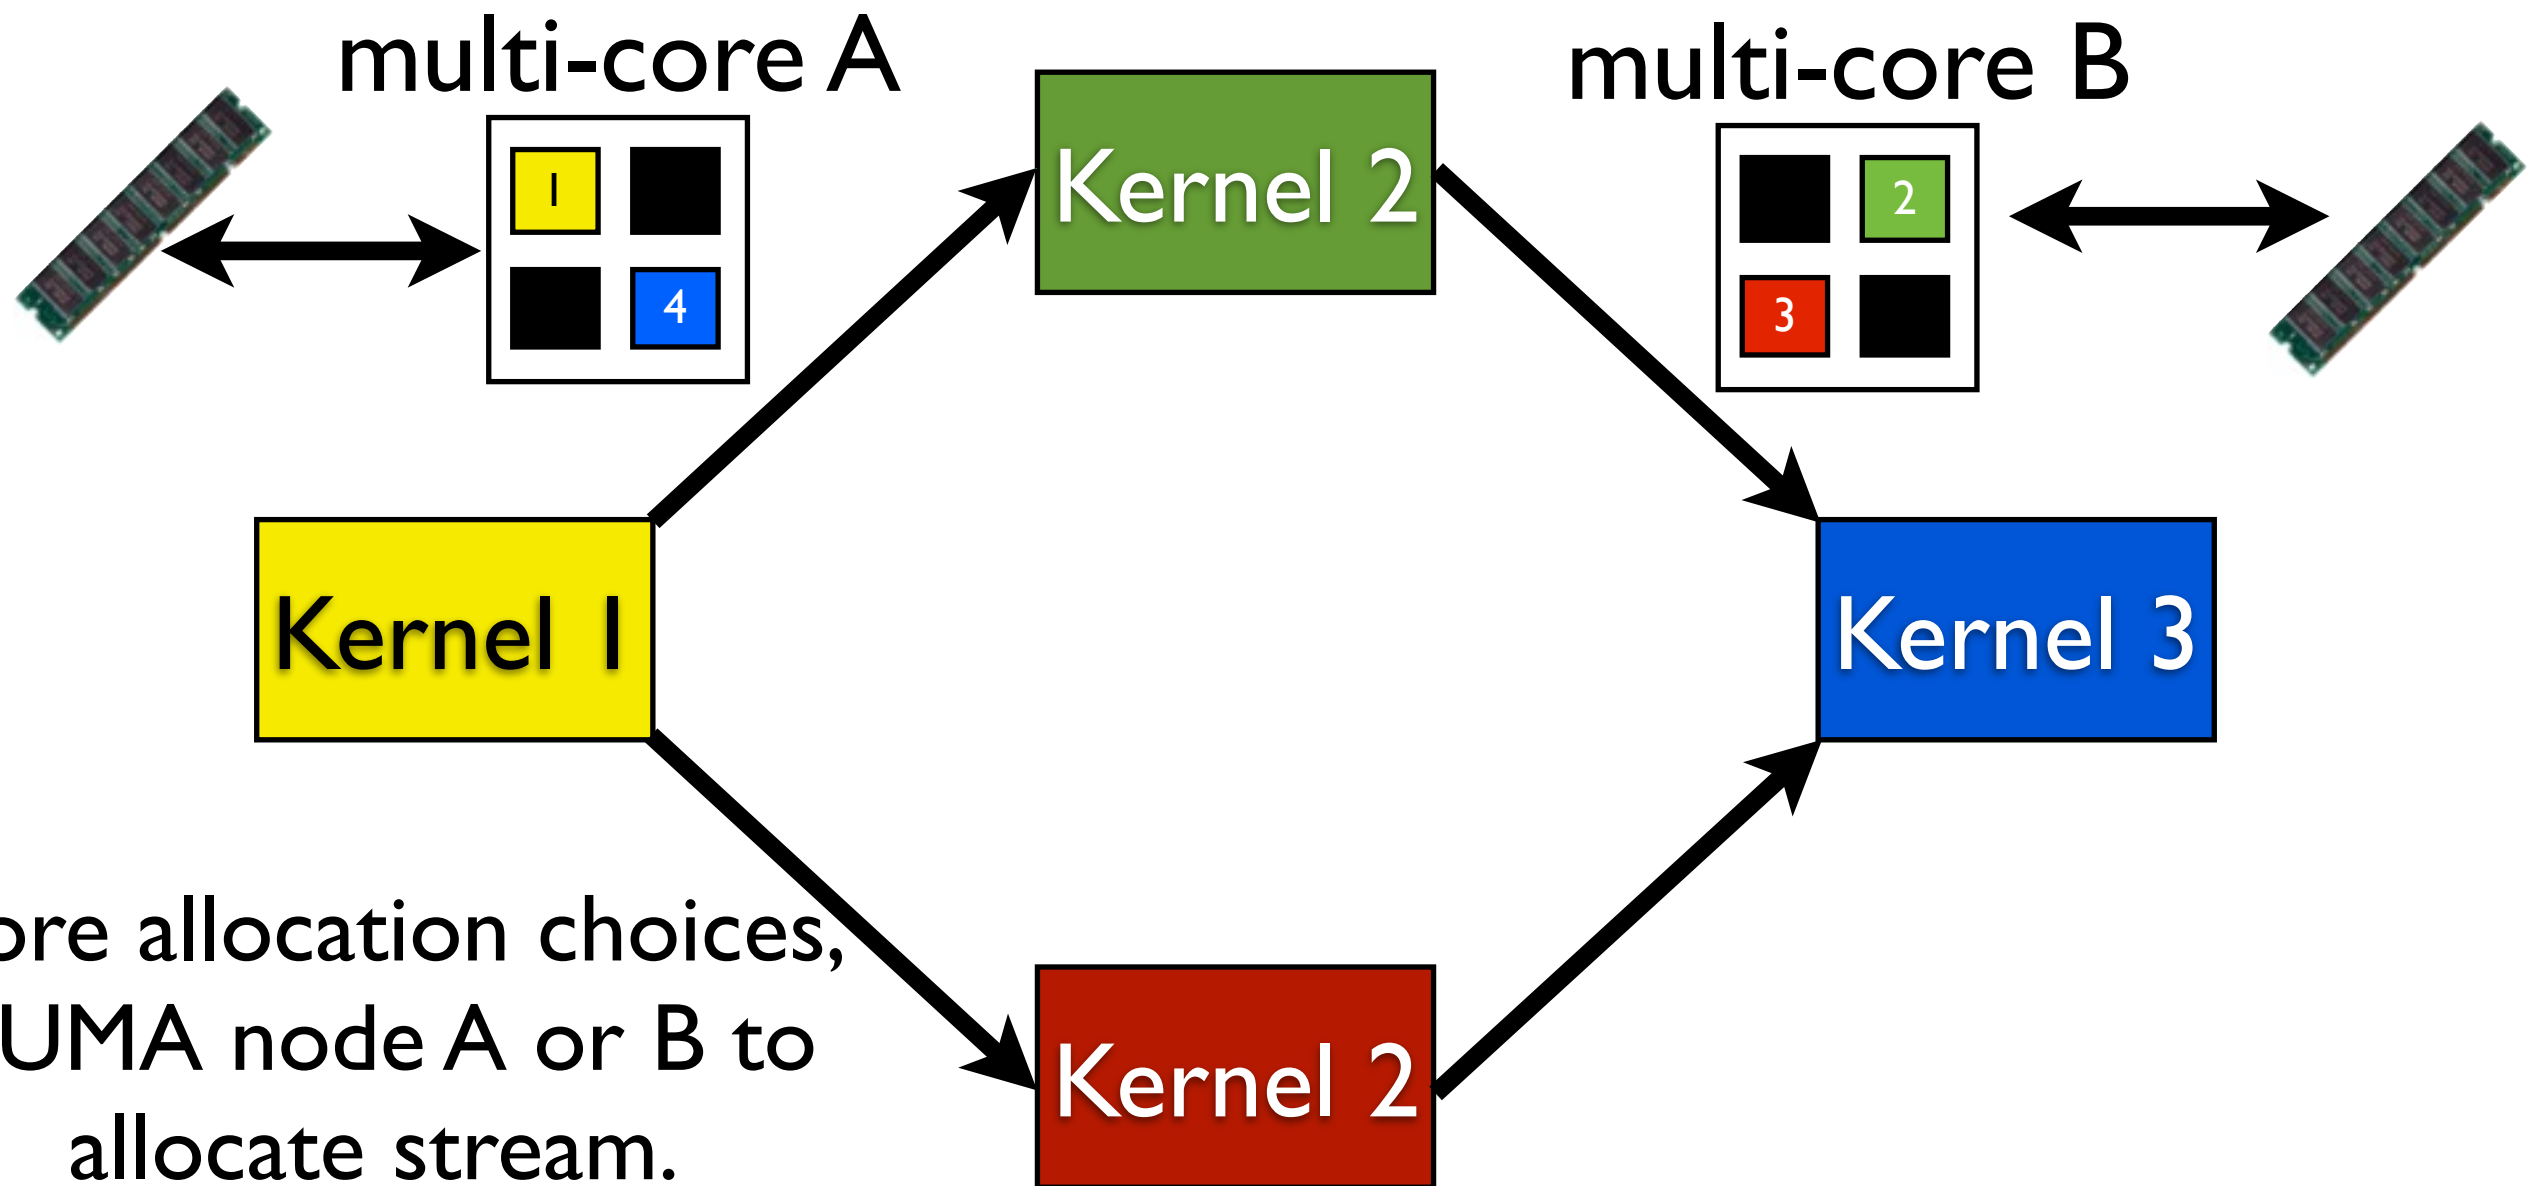 multi-core A
multi-core B
1
4
2
3
Kernel 2
Kernel 1
Kernel 3
ore allocation choices,
UMA node A or B to
allocate stream.
Kernel 2